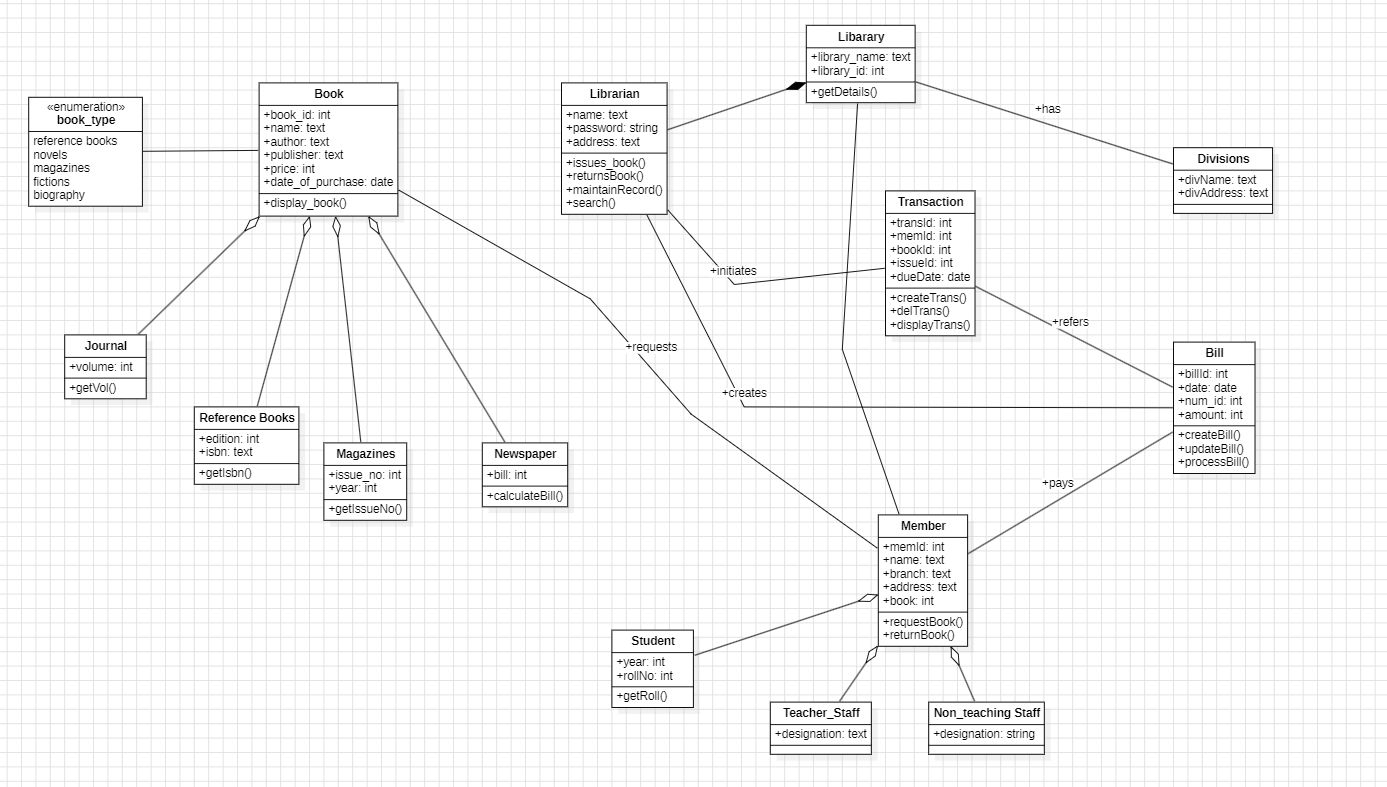 Libarary
+library_name: text
+library_id: int
+getDetails()
«enumeration»
book_type
reference books
novels
magazines
fictions
biography
Book
+book_id: int
+name: text
+author: text
+publisher: text
+price: int
+date_of_purchase: date
+display_book()
Librarian
+name: text
+password: string
+address: text
+issues_book()
+returnsBook()
+maintainRecord()
+search()
+has
Divisions
+divName: text
+divAddress: text
Transaction
+transId: int
+memId: int
+bookId: int
+issueId: int
+dueDate: date
+createTrans()
+delTrans()
+displayTrans()
+initiates
+refers
+requests
+creates
Bill
+billId: int
+date: date
+num_id: int
+amount: int
+createBill()
+updateBill()
+processBill()
+pays
Journal
+volume: int
+getVol()
Reference Books
+edition: int
+isbn: text
+getIsbn()
Magazines
+issue_no: int
+year: int
+getIssueNo()
Newspaper
+bill: int
+calculateBill()
Member
+memId: int
+name: text
+branch: text
+address: text
+book: int
+requestBook()
+returnBook()
Student
+year: int
+rollNo: int
+getRoll()
Teacher_Staff
+designation: text
Non_teaching Staff
+designation: string